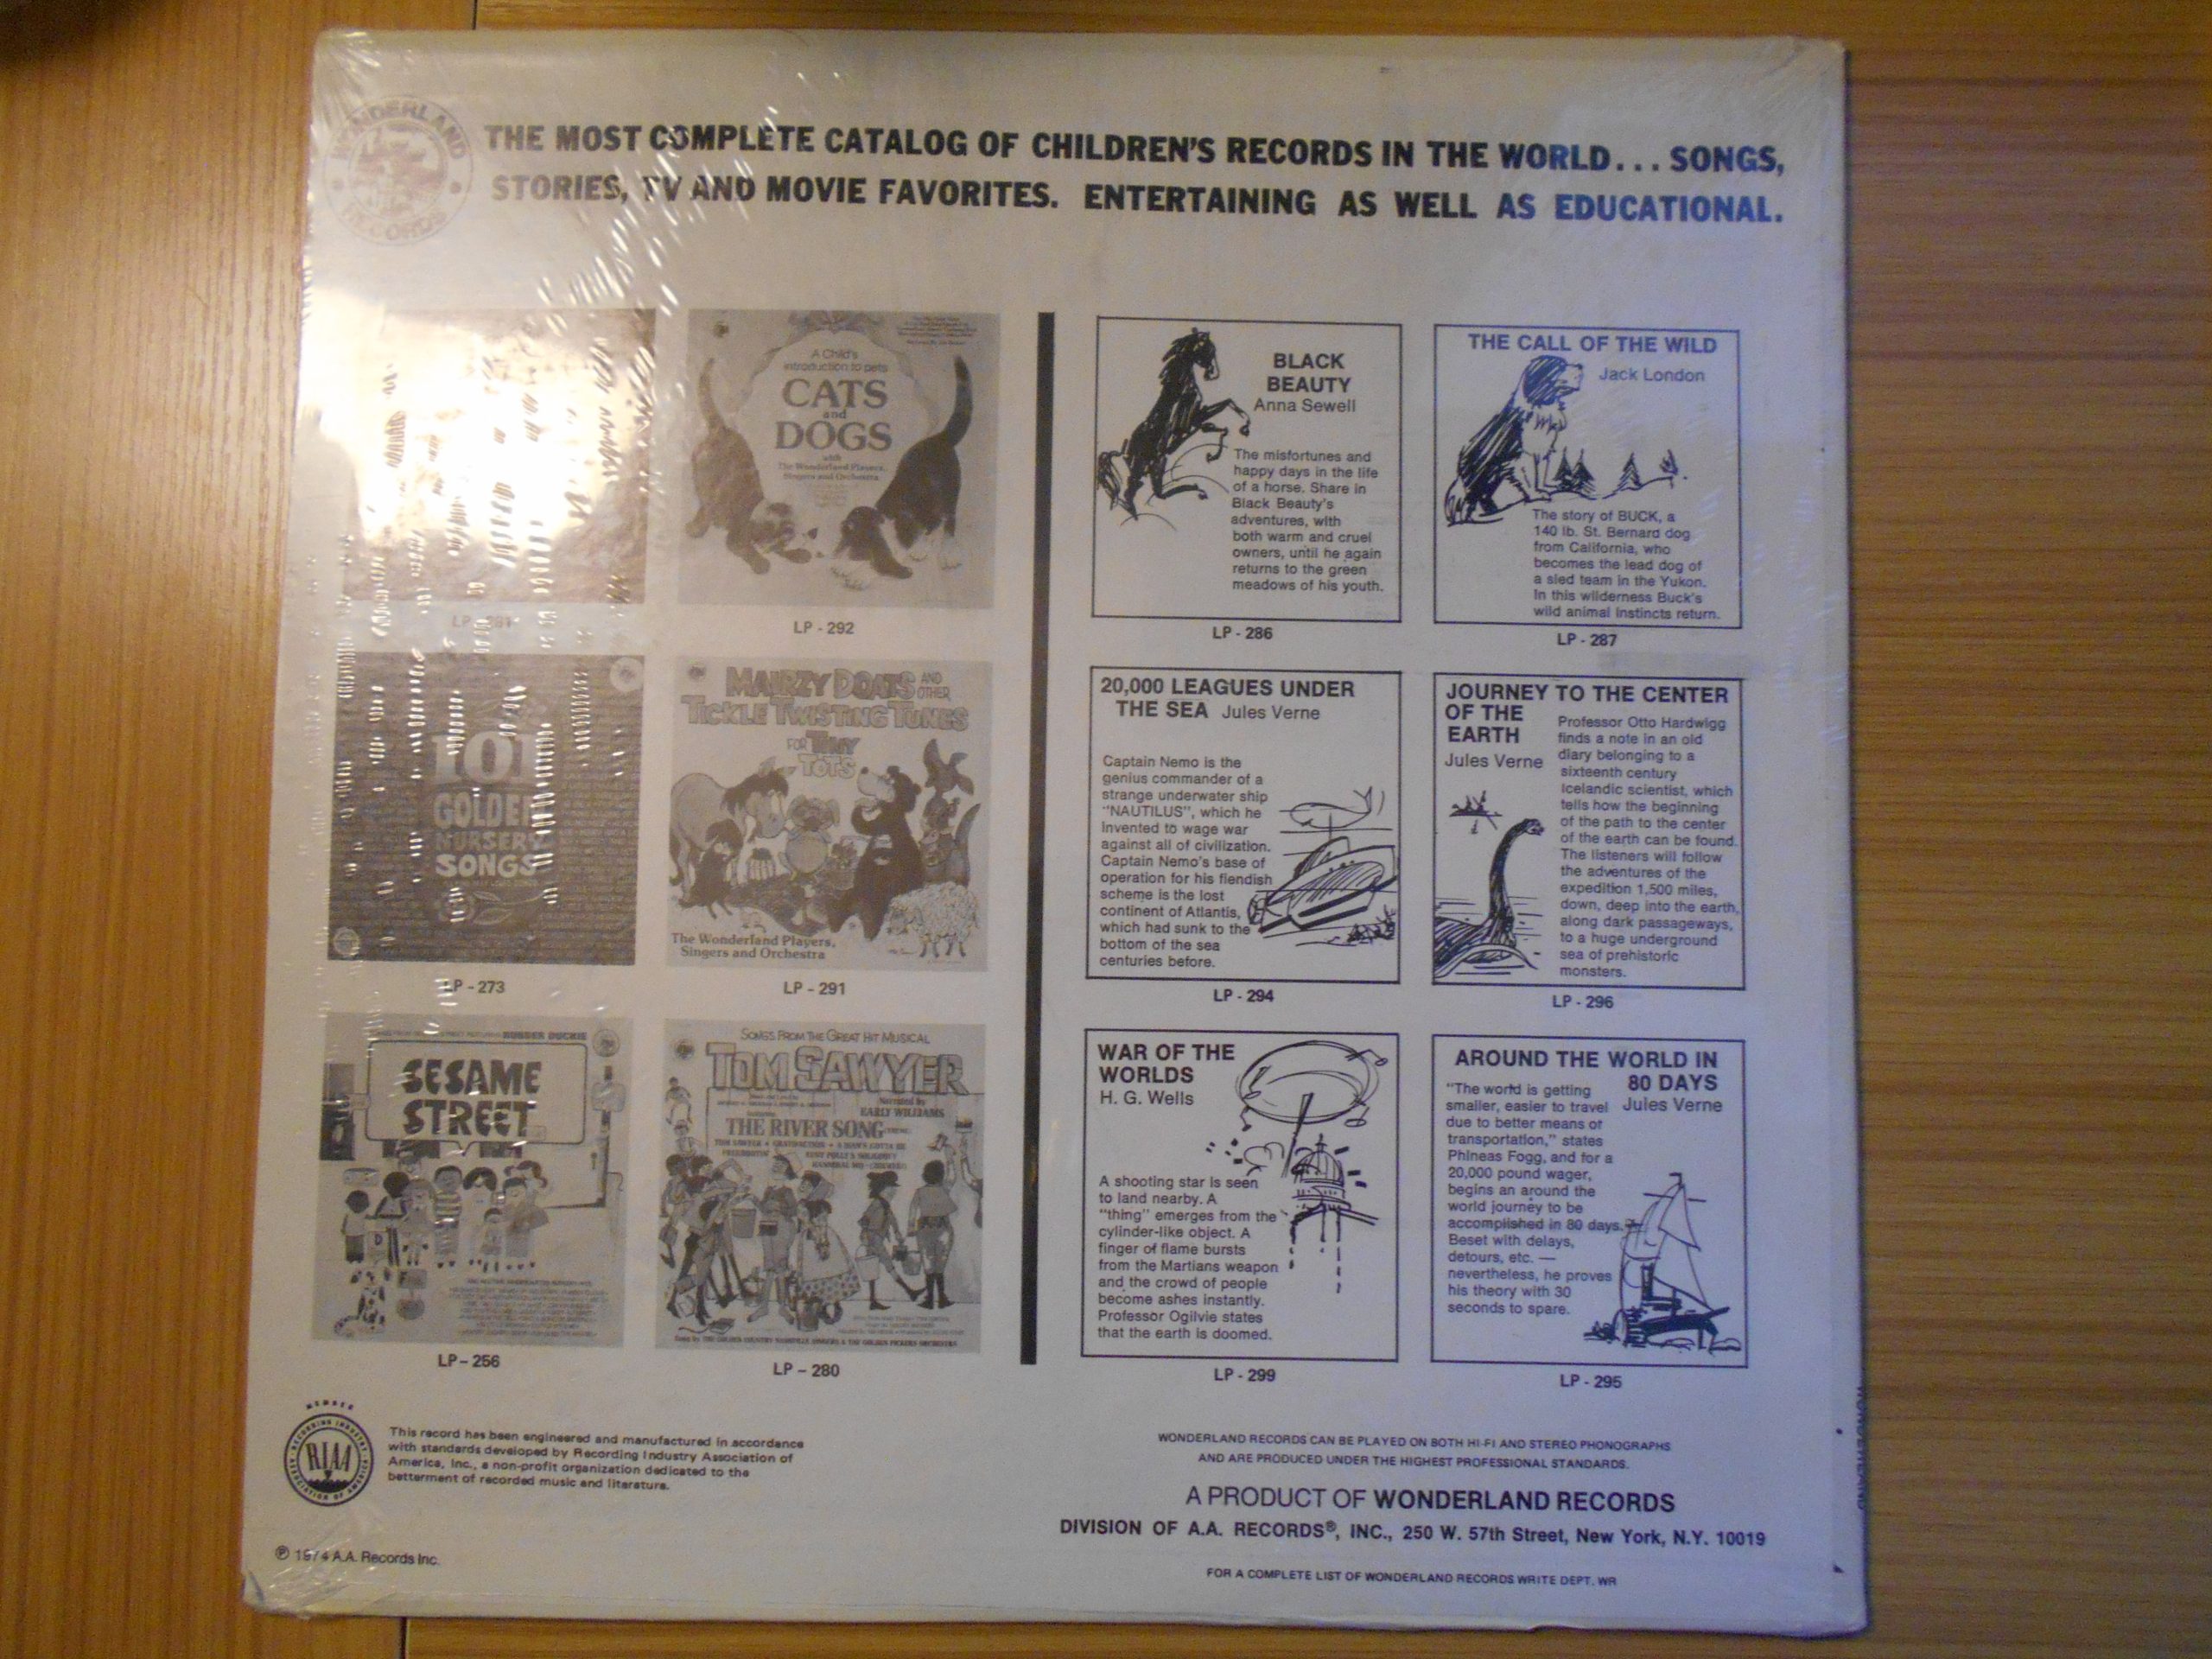 WONDERLAND
RECORDS
THE MOST COMPLETE CATALOG OF CHILDREN'S RECORDS IN THE WORLD... SONGS,
STORIES, TV AND MOVIE FAVORITES. ENTERTAINING AS WELL AS EDUCATIONAL.
A Child's
introduction to pets
CATS
and
DOGS
with
The Wonderland Players,
Singers and Orchestra
LP - 292
101
GOLDEN
NURSERY
SONGS
LP - 273
MAIRZY DOATS AND
OTHER
TICKLE TWISTING TUNES
FOR TINY
TOTS
The Wonderland Players,
Singers and Orchestra
LP - 291
RUBBER DUCKIE
SESAME
STREET
LP - 256
SONGS FROM THE GREAT HIT MUSICAL
TOM SAWYER
Narrated by
EARLY WILLIAMS
THE RIVER SONG
LP - 280
BLACK
BEAUTY
Anna Sewell
The misfortunes and
happy days in the life
of a horse. Share in
Black Beauty's
adventures, with
both warm and cruel
owners, until he again
returns to the green
meadows of his youth.
LP - 286
THE CALL OF THE WILD
Jack London
The story of BUCK, a
140 lb. St. Bernard dog
from California, who
becomes the lead dog of
a sled team in the Yukon.
In this wilderness Buck's
wild animal instincts return.
LP - 287
20,000 LEAGUES UNDER
THE SEA Jules Verne
Captain Nemo is the
genius commander of a
strange underwater ship
"NAUTILUS", which he
invented to wage war
against all of civilization.
Captain Nemo's base of
operation for his fiendish
scheme is the lost
continent of Atlantis,
which had sunk to the
bottom of the sea
centuries before.
LP - 294
JOURNEY TO THE CENTER
OF THE
EARTH
Jules Verne
Professor Otto Hardwigg
finds a note in an old
diary belonging to a
sixteenth century
Icelandic scientist, which
tells how the beginning
of the path to the center
of the earth can be found.
The listeners will follow
the adventures of the
expedition 1,500 miles,
down, deep into the earth,
along dark passageways,
to a huge underground
sea of prehistoric
monsters.
LP - 296
WAR OF THE
WORLDS
H. G. Wells
A shooting star is seen
to land nearby. A
"thing" emerges from the
cylinder-like object. A
finger of flame bursts
from the Martians weapon
and the crowd of people
become ashes instantly.
Professor Ogilvie states
that the earth is doomed.
LP - 299
AROUND THE WORLD IN
80 DAYS
Jules Verne
"The world is getting
smaller, easier to travel
due to better means of
transportation," states
Phineas Fogg, and for a
20,000 pound wager,
begins an around the
world journey to be
accomplished in 80 days.
Beset with delays,
detours, etc. —
nevertheless, he proves
his theory with 30
seconds to spare.
LP - 295
MEMBER
RECORDING INDUSTRY
RIAA
ASSOCIATION OF AMERICA
This record has been engineered and manufactured in accordance
with standards developed by Recording Industry Association of
America, Inc., a non-profit organization dedicated to the
betterment of recorded music and literature.
℗ 1974 A.A. Records Inc.
WONDERLAND RECORDS CAN BE PLAYED ON BOTH HI-FI AND STEREO PHONOGRAPHS
AND ARE PRODUCED UNDER THE HIGHEST PROFESSIONAL STANDARDS.
A PRODUCT OF WONDERLAND RECORDS
DIVISION OF A.A. RECORDS®, INC., 250 W. 57th Street, New York, N.Y. 10019
FOR A COMPLETE LIST OF WONDERLAND RECORDS WRITE DEPT. WR
WONDERLAND